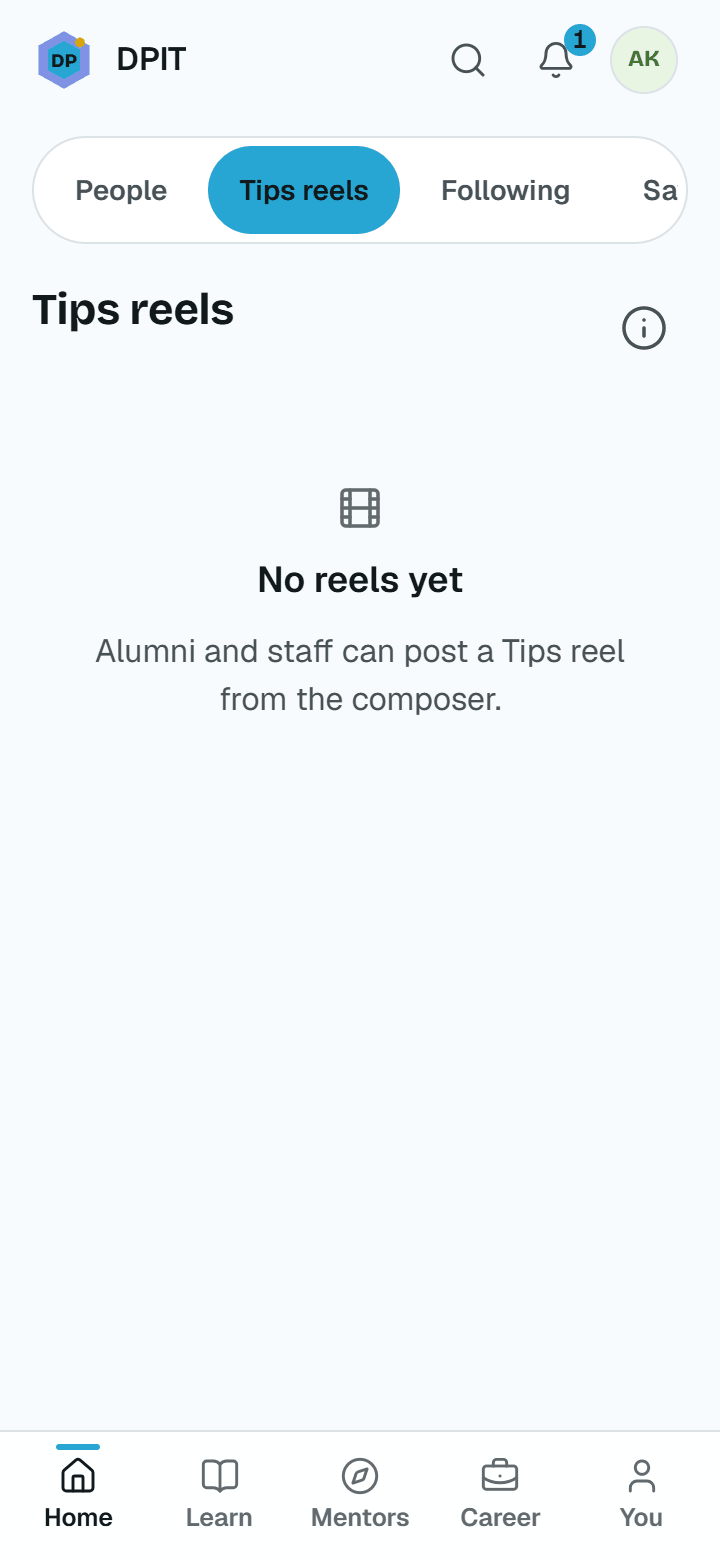 DP DPIT 1 AK
People Tips reels Following Sa
Tips reels
No reels yet
Alumni and staff can post a Tips reel
from the composer.
Home Learn Mentors Career You